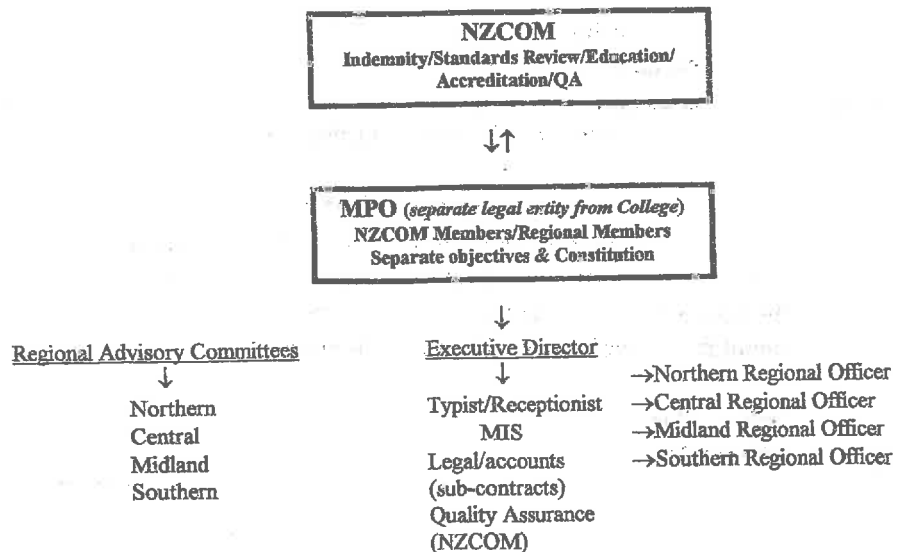 NZCOM
Indemnity/Standards Review/Education/
Accreditation/QA
↓↑
MPO (separate legal entity from College)
NZCOM Members/Regional Members
Separate objectives & Constitution
↓
Regional Advisory Committees
↓
Northern
Central
Midland
Southern
Executive Director
↓
Typist/Receptionist
MIS
Legal/accounts
(sub-contracts)
Quality Assurance
(NZCOM)
→Northern Regional Officer
→Central Regional Officer
→Midland Regional Officer
→Southern Regional Officer